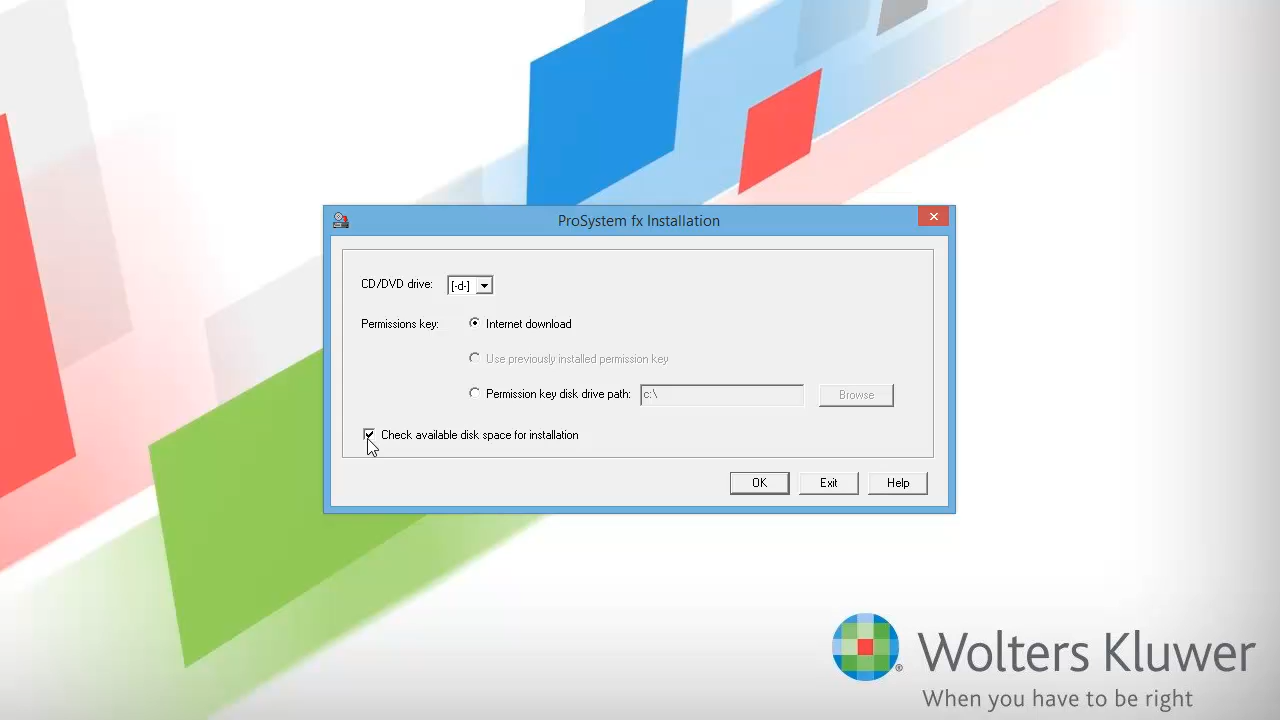 ProSystem fx Installation
CD/DVD drive: [-d-]
Permissions key: Internet download
Use previously installed permission key
Permission key disk drive path: c:\ Browse
Check available disk space for installation
OK Exit Help
Wolters Kluwer
When you have to be right